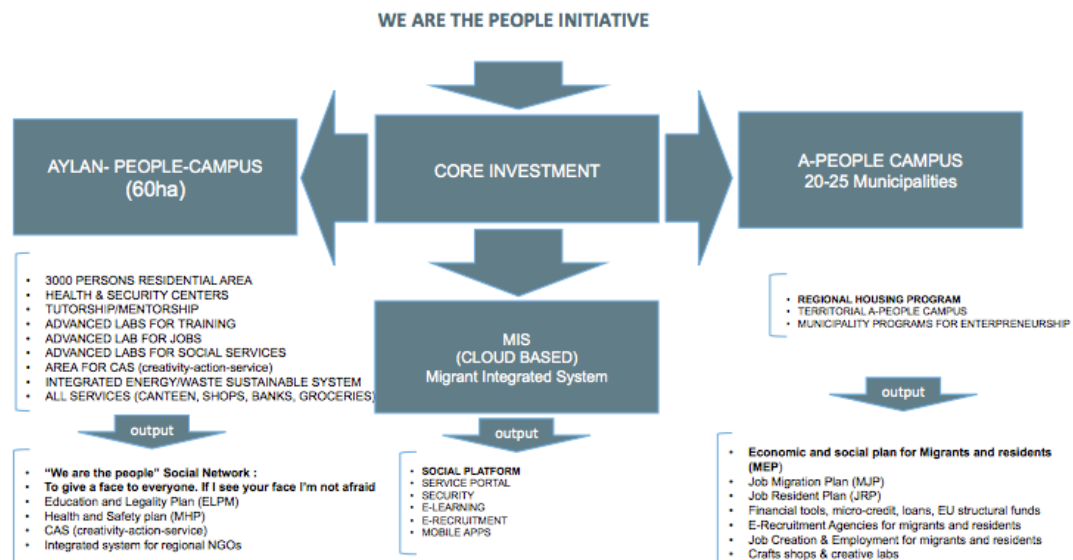 WE ARE THE PEOPLE INITIATIVE
AYLAN- PEOPLE-CAMPUS
(60ha)
CORE INVESTMENT
A-PEOPLE CAMPUS
20-25 Municipalities
• 3000 PERSONS RESIDENTIAL AREA
• HEALTH & SECURITY CENTERS
• TUTORSHIP/MENTORSHIP
• ADVANCED LABS FOR TRAINING
• ADVANCED LAB FOR JOBS
• ADVANCED LABS FOR SOCIAL SERVICES
• AREA FOR CAS (creativity-action-service)
• INTEGRATED ENERGY/WASTE SUSTAINABLE SYSTEM
• ALL SERVICES (CANTEEN, SHOPS, BANKS, GROCERIES)
MIS
(CLOUD BASED)
Migrant Integrated System
• REGIONAL HOUSING PROGRAM
• TERRITORIAL A-PEOPLE CAMPUS
• MUNICIPALITY PROGRAMS FOR ENTERPRENEURSHIP
output
output
output
• “We are the people” Social Network :
• To give a face to everyone. If I see your face I'm not afraid
• Education and Legality Plan (ELPM)
• Health and Safety plan (MHP)
• CAS (creativity-action-service)
• Integrated system for regional NGOs
• SOCIAL PLATFORM
• SERVICE PORTAL
• SECURITY
• E-LEARNING
• E-RECRUITMENT
• MOBILE APPS
• Economic and social plan for Migrants and residents
(MEP)
• Job Migration Plan (MJP)
• Job Resident Plan (JRP)
• Financial tools, micro-credit, loans, EU structural funds
• E-Recruitment Agencies for migrants and residents
• Job Creation & Employment for migrants and residents
• Crafts shops & creative labs